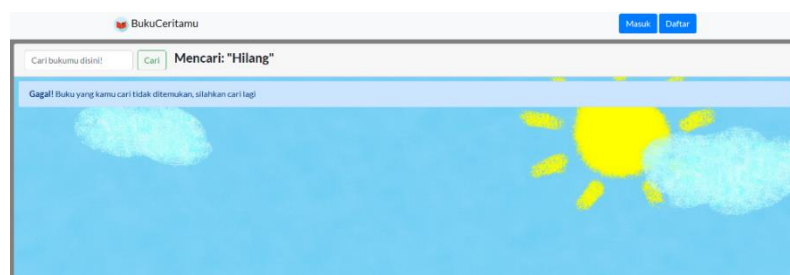 BukuCeritamu
Masuk
Daftar
Cari bukumu disini!
Cari
Mencari: "Hilang"
Gagal! Buku yang kamu cari tidak ditemukan, silahkan cari lagi